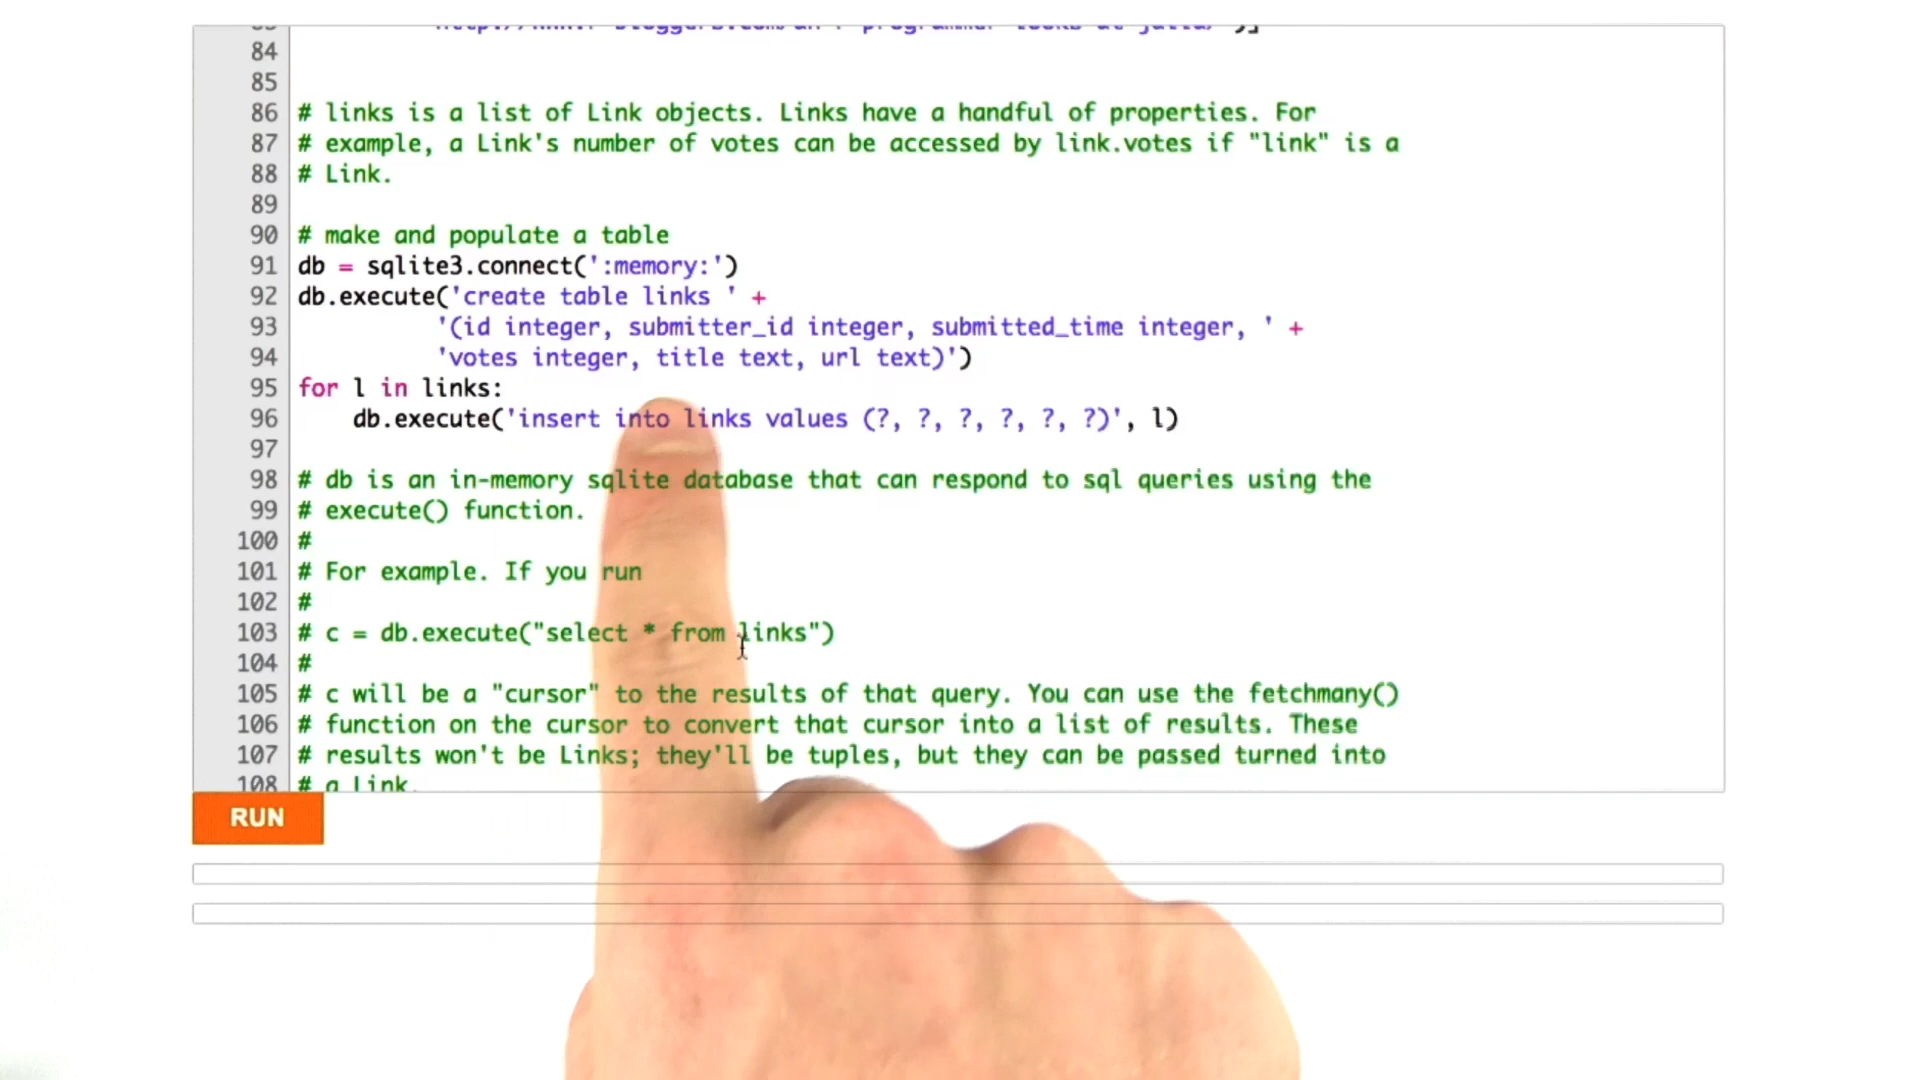 84
85
86 # links is a list of Link objects. Links have a handful of properties. For
87 # example, a Link's number of votes can be accessed by link.votes if "link" is a
88 # Link.
89
90 # make and populate a table
91 db = sqlite3.connect(':memory:')
92 db.execute('create table links ' +
93 '(id integer, submitter_id integer, submitted_time integer, ' +
94 'votes integer, title text, url text)')
95 for l in links:
96 db.execute('insert into links values (?, ?, ?, ?, ?, ?)', l)
97
98 # db is an in-memory sqlite database that can respond to sql queries using the
99 # execute() function.
100 #
101 # For example. If you run
102 #
103 # c = db.execute("select * from links")
104 #
105 # c will be a "cursor" to the results of that query. You can use the fetchmany()
106 # function on the cursor to convert that cursor into a list of results. These
107 # results won't be Links; they'll be tuples, but they can be passed turned into
108 # a link.
RUN